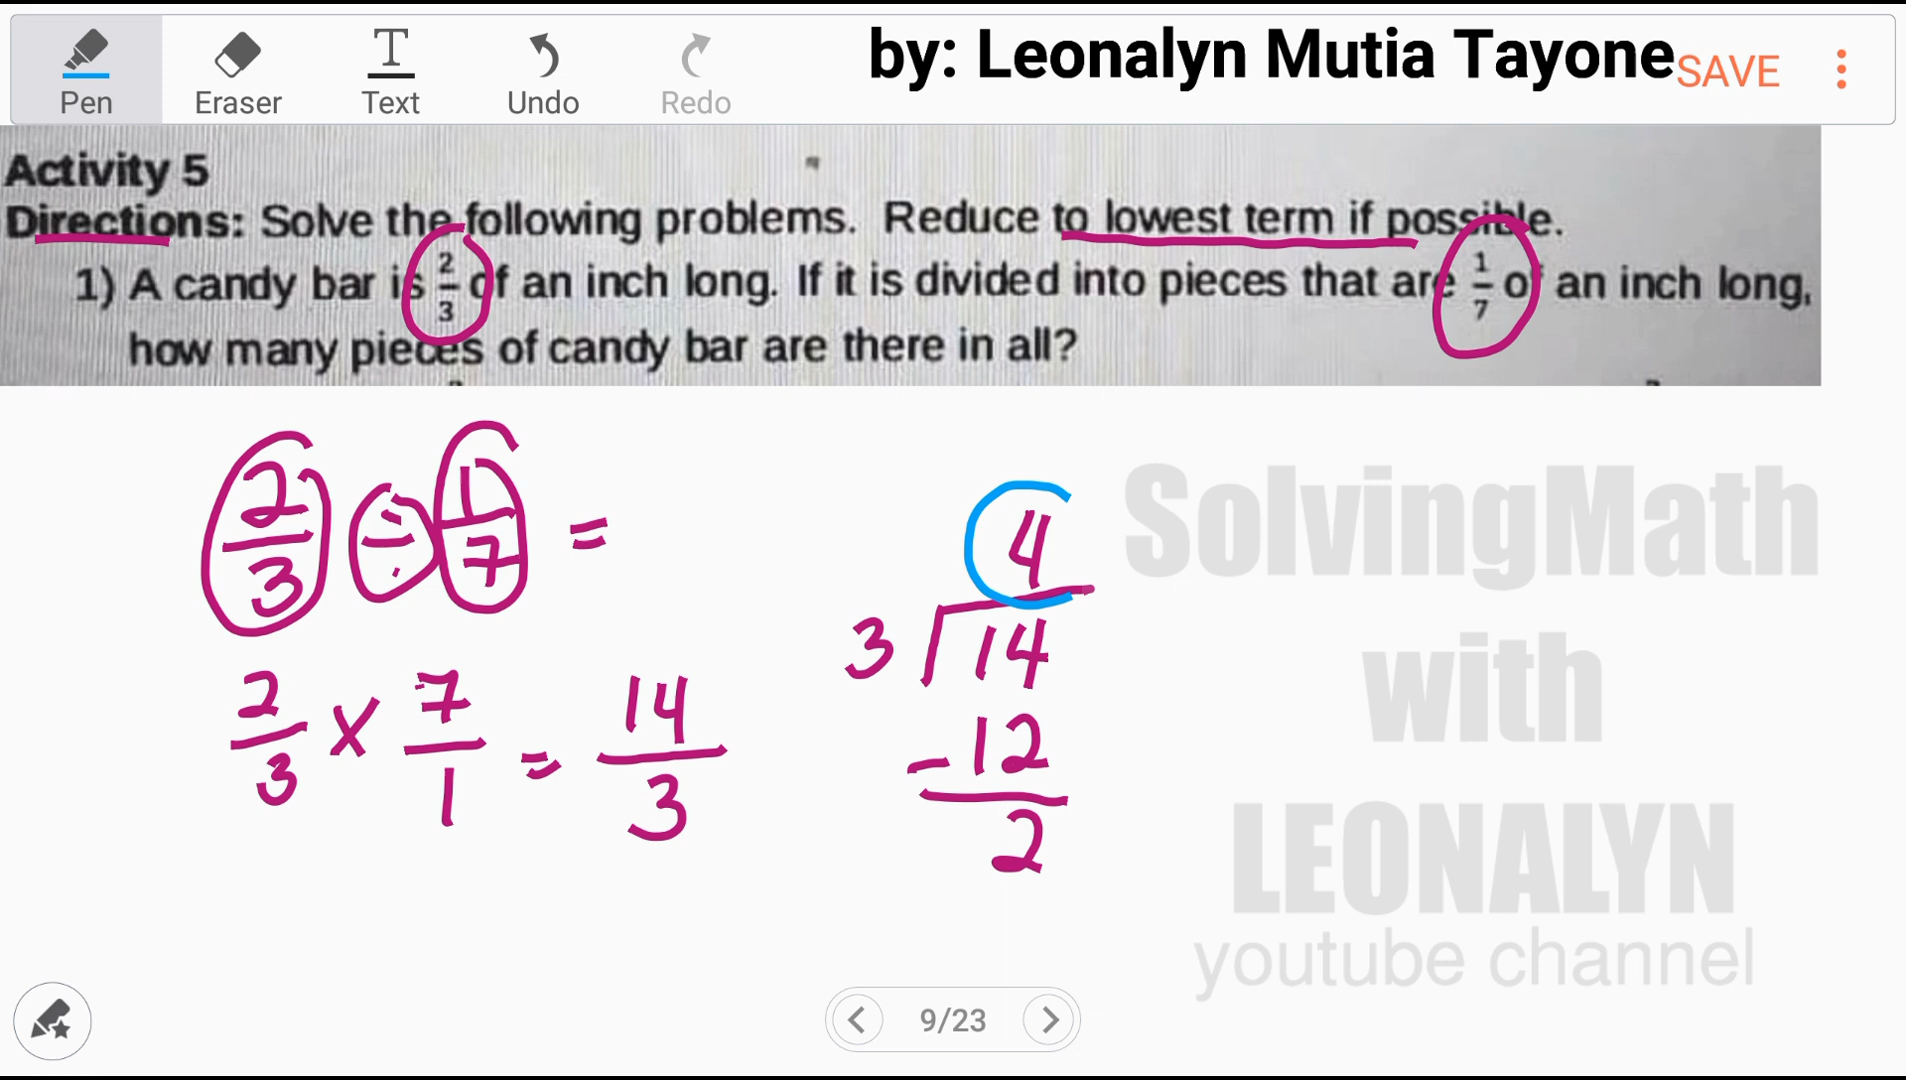 Pen Eraser Text Undo Redo
by: Leonalyn Mutia Tayone SAVE
Activity 5
Directions: Solve the following problems. Reduce to lowest term if possible.
1) A candy bar is 2/3 of an inch long. If it is divided into pieces that are 1/7 of an inch long,
how many pieces of candy bar are there in all?
2/3 ÷ 1/7 =
2/3 x 7/1 = 14/3
4
3 14
- 12
2
SolvingMath
with
LEONALYN
youtube channel
9/23